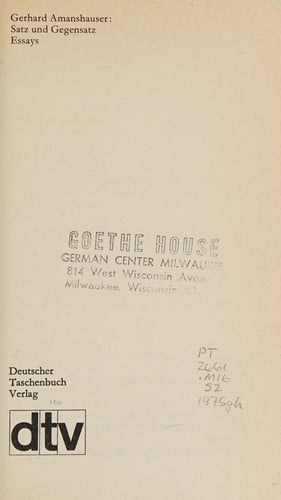 Gerhard Amanshauser:
Satz und Gegensatz
Essays
GOETHE HOUSE
GERMAN CENTER MILWAUKEE
814 West Wisconsin Aven
Milwaukee, Wisconsin
Deutscher
Taschenbuch
Verlag
dtv
PT
2661
.M16
S2
1975gh